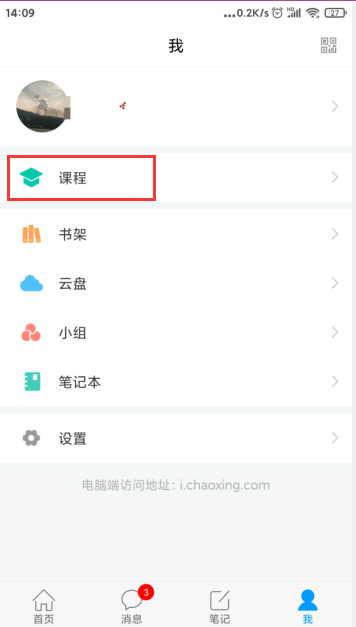 14:09
...0.2K/s HD 27
我
课程
书架
云盘
小组
笔记本
设置
电脑端访问地址: i.chaoxing.com
3
首页 消息 笔记 我